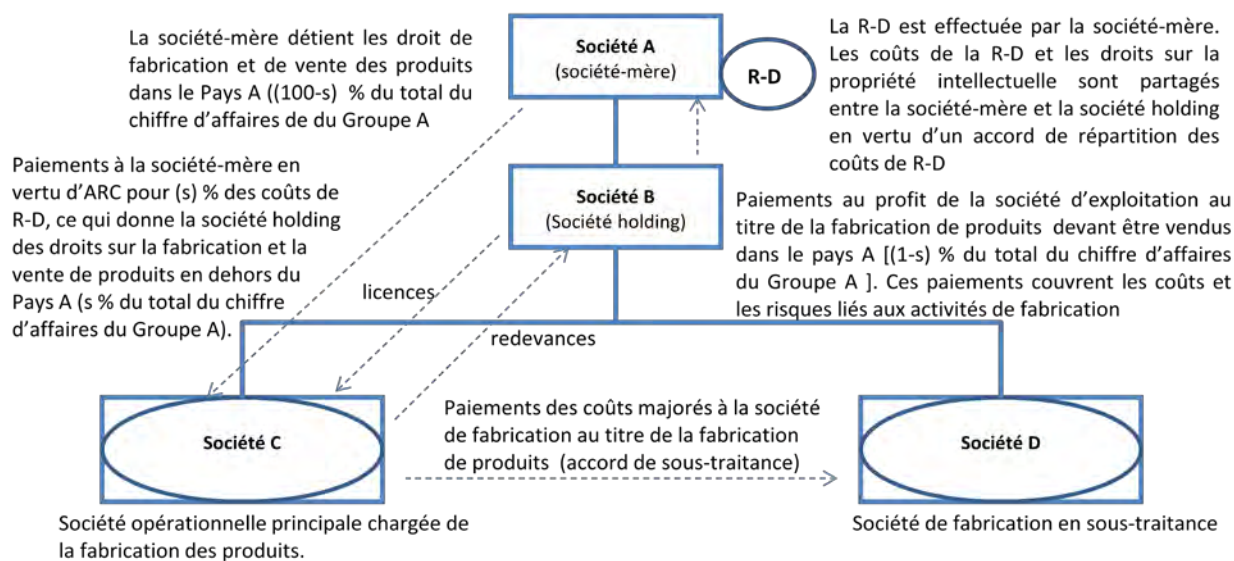 La société-mère détient les droit de
fabrication et de vente des produits
dans le Pays A ((100-s) % du total du
chiffre d'affaires de du Groupe A
Société A
(société-mère)
R-D
La R-D est effectuée par la société-mère.
Les coûts de la R-D et les droits sur la
propriété intellectuelle sont partagés
entre la société-mère et la société holding
en vertu d'un accord de répartition des
coûts de R-D
Paiements à la société-mère en
vertu d'ARC pour (s) % des coûts de
R-D, ce qui donne la société holding
des droits sur la fabrication et la
vente de produits en dehors du
Pays A (s % du total du chiffre
d'affaires du Groupe A).
Société B
(Société holding)
Paiements au profit de la société d'exploitation au
titre de la fabrication de produits devant être vendus
dans le pays A [(1-s) % du total du chiffre d'affaires
du Groupe A ]. Ces paiements couvrent les coûts et
les risques liés aux activités de fabrication
licences
redevances
Société C
Paiements des coûts majorés à la société
de fabrication au titre de la fabrication
de produits (accord de sous-traitance)
Société D
Société opérationnelle principale chargée de
la fabrication des produits.
Société de fabrication en sous-traitance